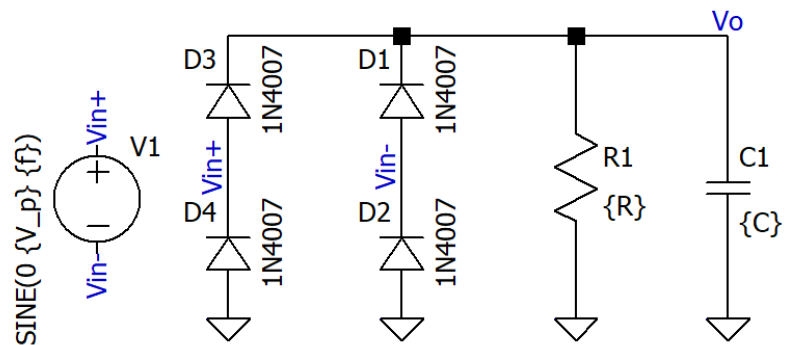 Vo
D3
1N4007
D1
1N4007
Vin+
V1
SINE(0 {V_p} {f})
Vin-
Vin+
Vin-
R1
{R}
C1
{C}
D4
1N4007
D2
1N4007